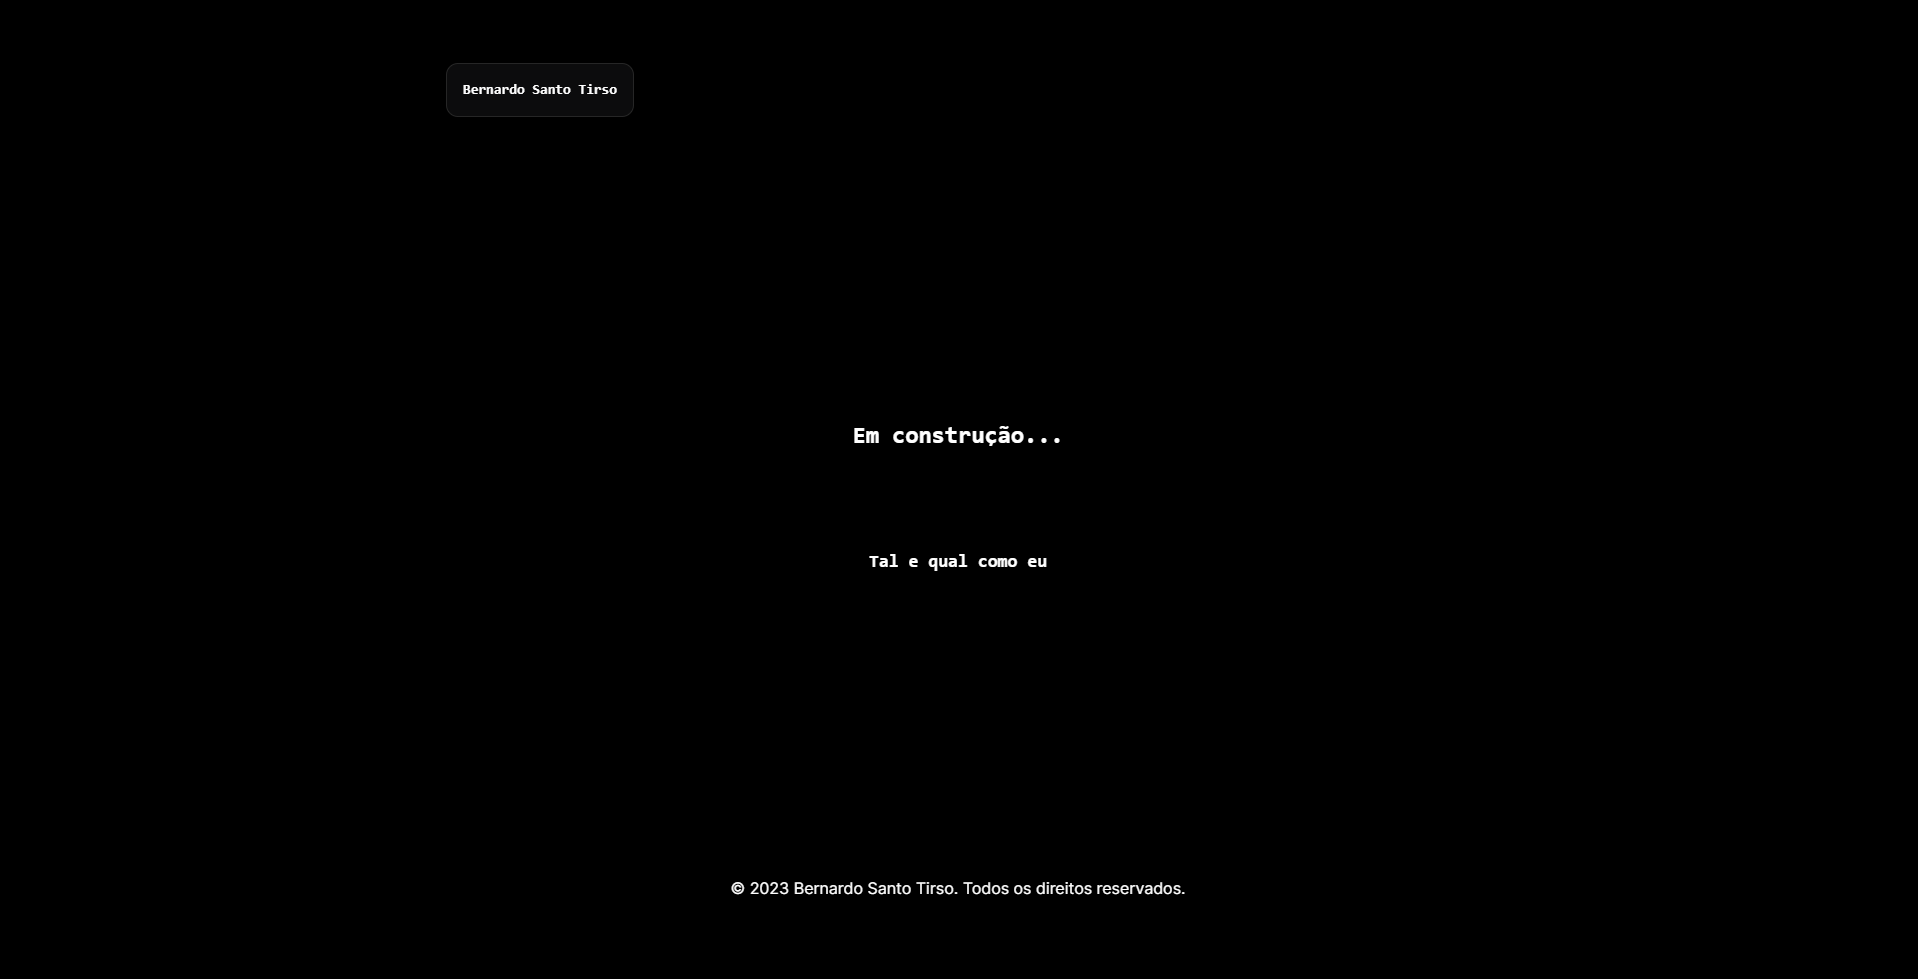 Bernardo Santo Tirso
Em construção...
Tal e qual como eu
© 2023 Bernardo Santo Tirso. Todos os direitos reservados.